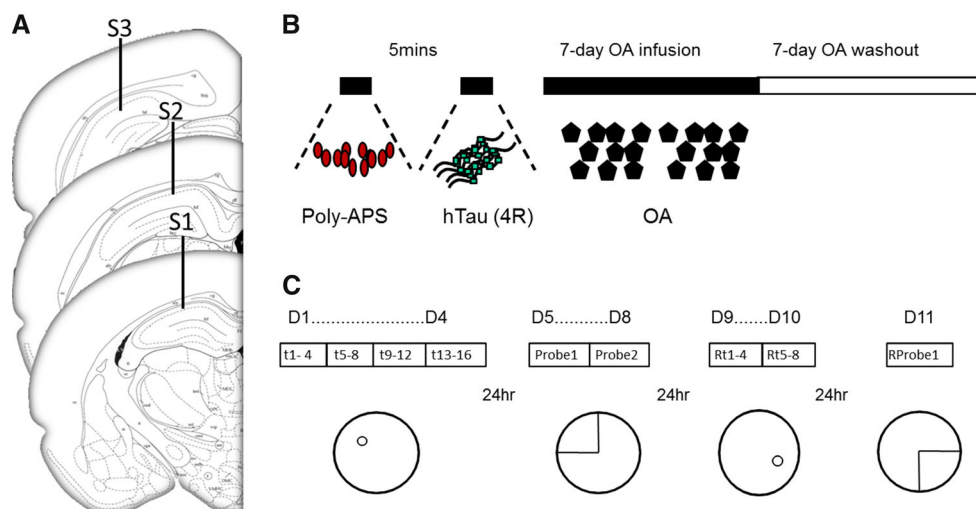 A
S3
S2
S1
B
5mins
7-day OA infusion
7-day OA washout
Poly-APS
hTau (4R)
OA
C
D1......................D4
D5..........D8
D9.......D10
D11
t1- 4
t5-8
t9-12
t13-16
Probe1
Probe2
Rt1-4
Rt5-8
RProbe1
24hr
24hr
24hr